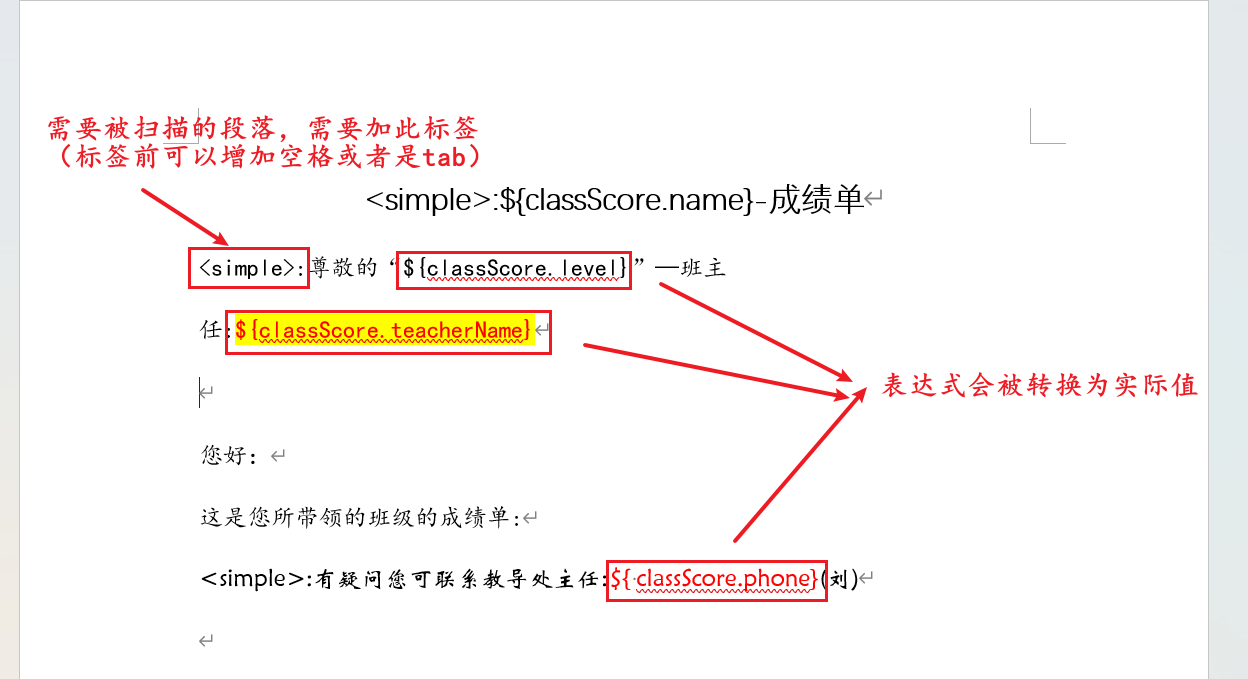 需要被扫描的段落，需要加此标签
（标签前可以增加空格或者是tab）
<simple>:${classScore.name}-成绩单
<simple>:尊敬的“${classScore.level}”—班主
任:${classScore.teacherName}
表达式会被转换为实际值
您好：
这是您所带领的班级的成绩单:
<simple>:有疑问您可联系教导处主任:${ classScore.phone}(刘)